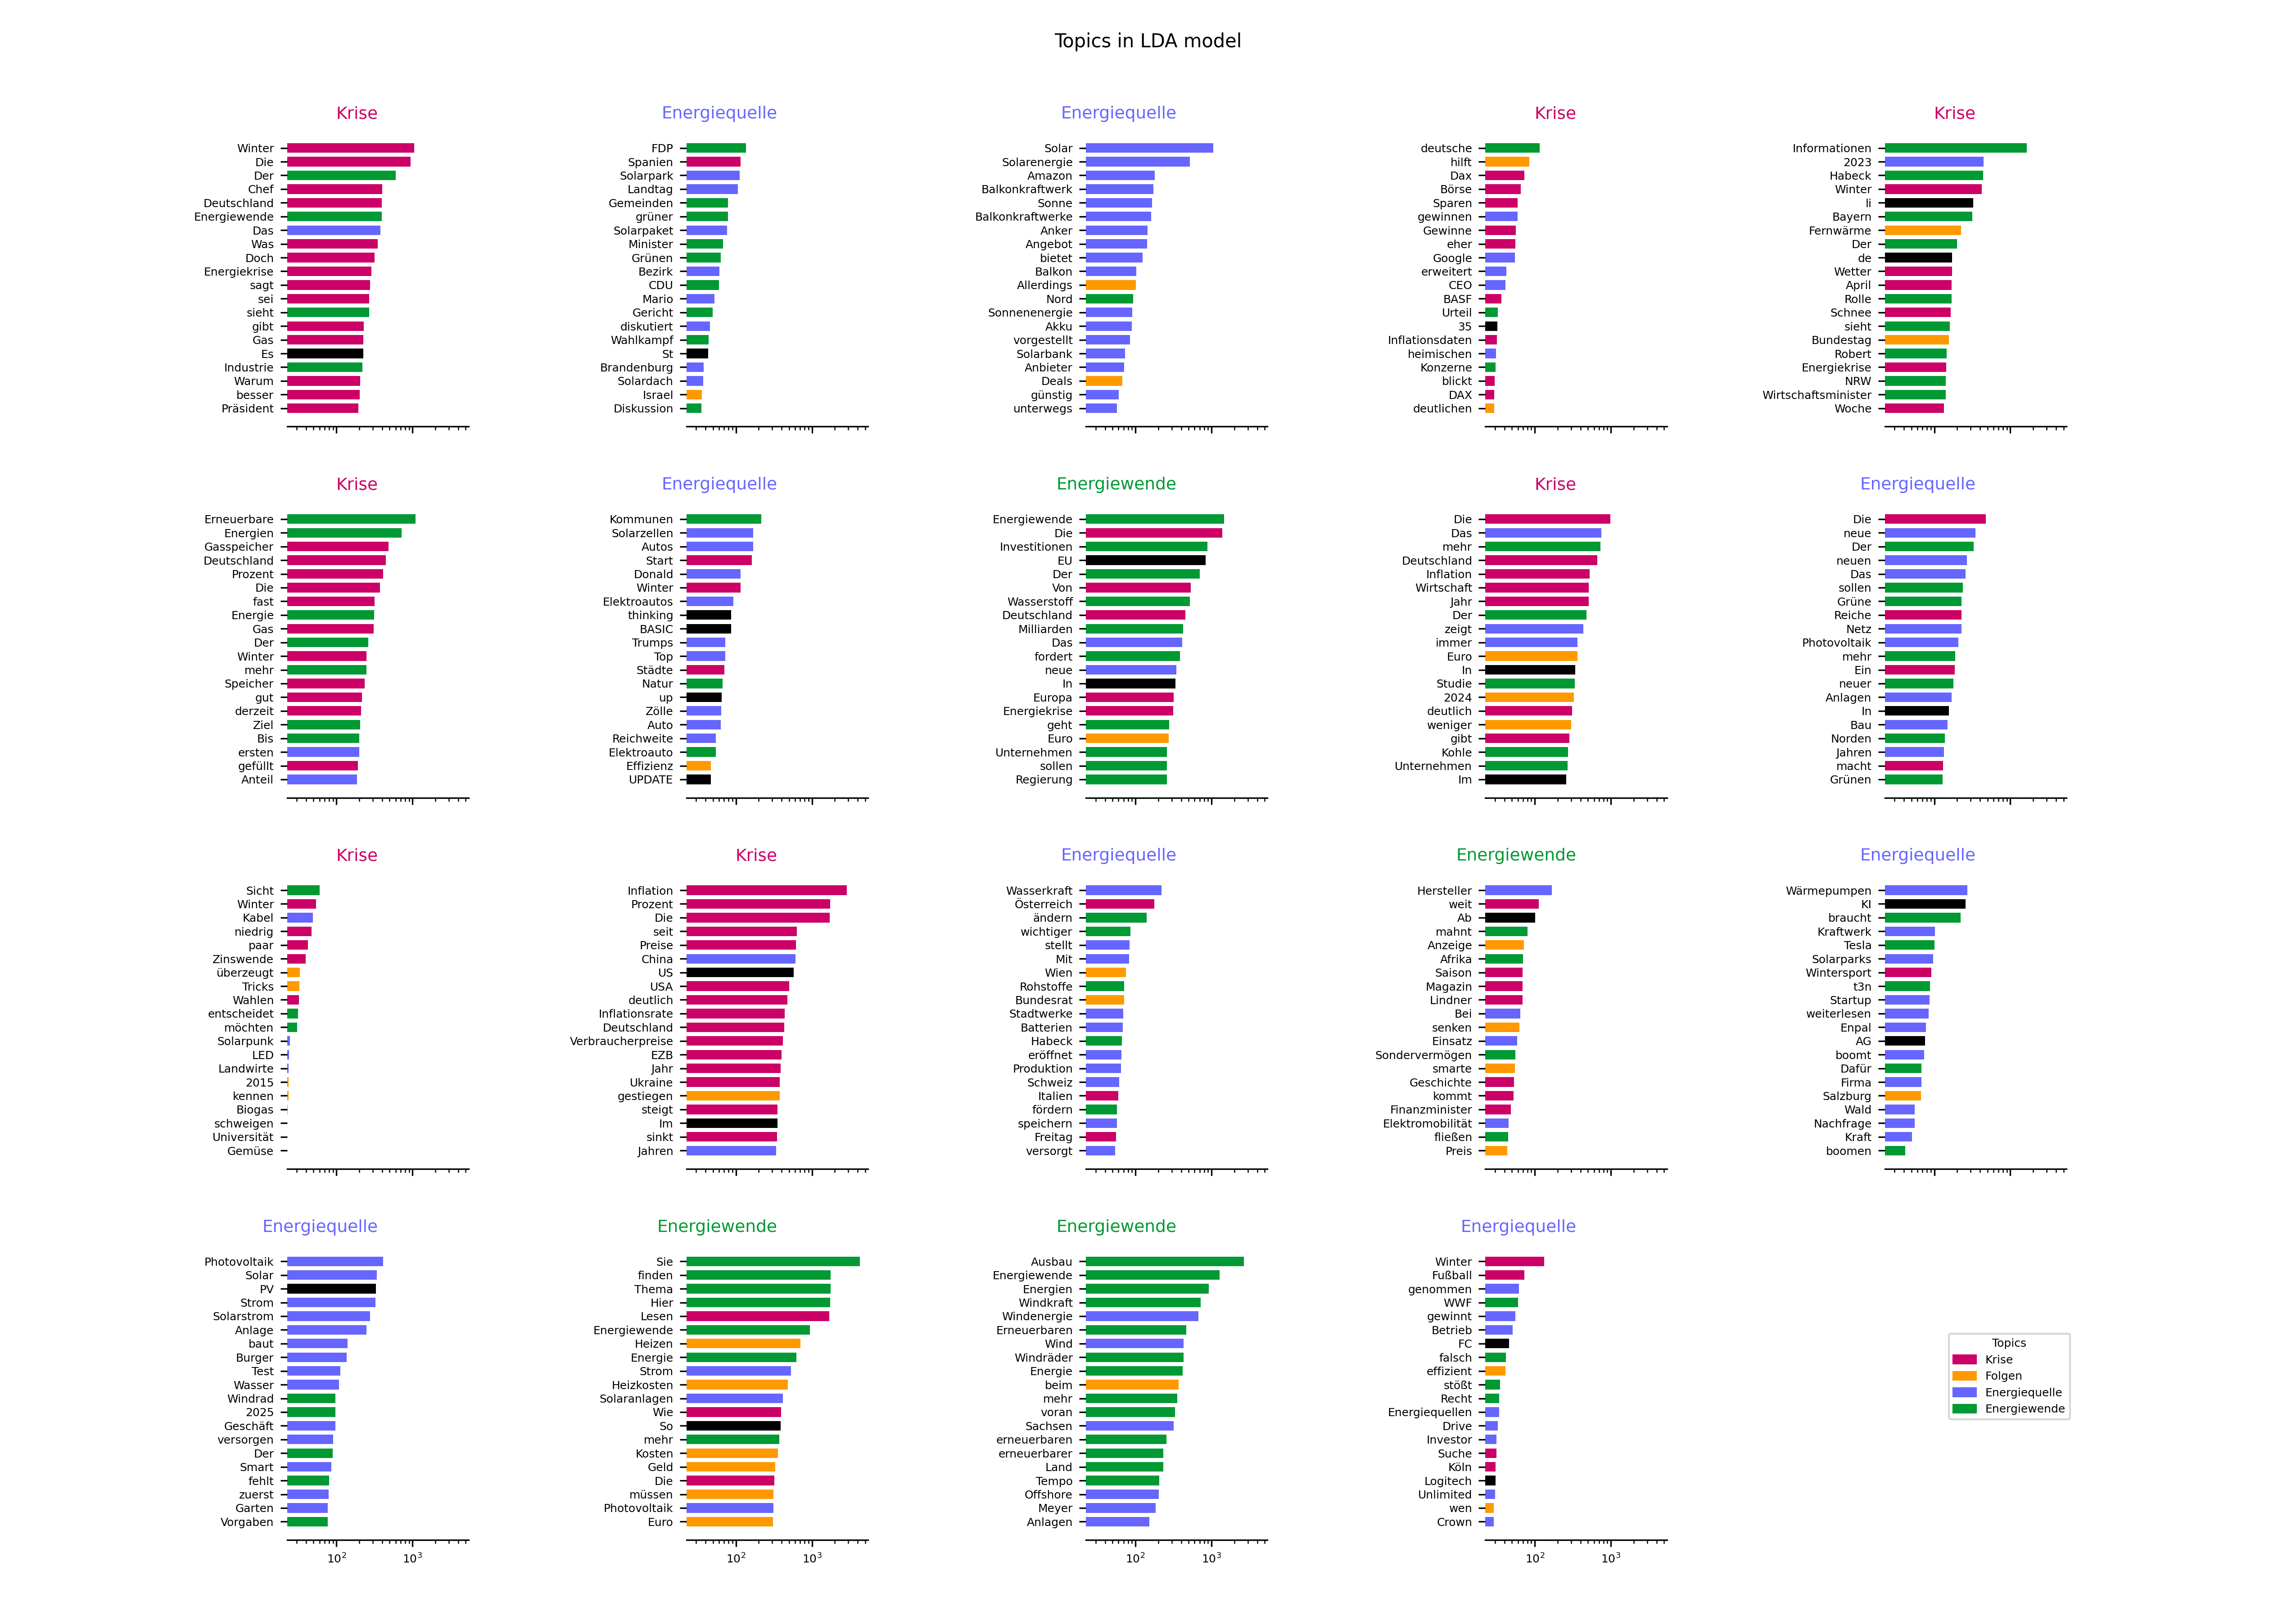 Topics in LDA model
Krise
Winter
Die
Der
Chef
Deutschland
Energiewende
Das
Was
Doch
Energiekrise
sagt
sei
sieht
gibt
Gas
Es
Industrie
Warum
besser
Präsident
Energiequelle
FDP
Spanien
Solarpark
Landtag
Gemeinden
grüner
Solarpaket
Minister
Grünen
Bezirk
CDU
Mario
Gericht
diskutiert
Wahlkampf
St
Brandenburg
Solardach
Israel
Diskussion
Energiequelle
Solar
Solarenergie
Amazon
Balkonkraftwerk
Sonne
Balkonkraftwerke
Anker
Angebot
bietet
Balkon
Allerdings
Nord
Sonnenenergie
Akku
vorgestellt
Solarbank
Anbieter
Deals
günstig
unterwegs
Krise
deutsche
hilft
Dax
Börse
Sparen
gewinnen
Gewinne
eher
Google
erweitert
CEO
BASF
Urteil
35
Inflationsdaten
heimischen
Konzerne
blickt
DAX
deutlichen
Krise
Informationen
2023
Habeck
Winter
li
Bayern
Fernwärme
Der
de
Wetter
April
Rolle
Schnee
sieht
Bundestag
Robert
Energiekrise
NRW
Wirtschaftsminister
Woche
Krise
Erneuerbare
Energien
Gasspeicher
Deutschland
Prozent
Die
fast
Energie
Gas
Der
Winter
mehr
Speicher
gut
derzeit
Ziel
Bis
ersten
gefüllt
Anteil
Energiequelle
Kommunen
Solarzellen
Autos
Start
Donald
Winter
Elektroautos
thinking
BASIC
Trumps
Top
Städte
Natur
up
Zölle
Auto
Reichweite
Elektroauto
Effizienz
UPDATE
Energiewende
Energiewende
Die
Investitionen
EU
Der
Von
Wasserstoff
Deutschland
Milliarden
Das
fordert
neue
In
Europa
Energiekrise
geht
Euro
Unternehmen
sollen
Regierung
Krise
Die
Das
mehr
Deutschland
Inflation
Wirtschaft
Jahr
Der
zeigt
immer
Euro
In
Studie
2024
deutlich
weniger
gibt
Kohle
Unternehmen
Im
Energiequelle
Die
neue
Der
neuen
Das
sollen
Grüne
Reiche
Netz
Photovoltaik
mehr
Ein
neuer
Anlagen
In
Bau
Norden
Jahren
macht
Grünen
Krise
Sicht
Winter
Kabel
niedrig
paar
Zinswende
überzeugt
Tricks
Wahlen
entscheidet
möchten
Solarpunk
LED
Landwirte
2015
kennen
Biogas
schweigen
Universität
Gemüse
Krise
Inflation
Prozent
Die
seit
Preise
China
US
USA
deutlich
Inflationsrate
Deutschland
Verbraucherpreise
EZB
Jahr
Ukraine
gestiegen
steigt
Im
sinkt
Jahren
Energiequelle
Wasserkraft
Österreich
ändern
wichtiger
stellt
Mit
Wien
Rohstoffe
Bundesrat
Stadtwerke
Batterien
Habeck
eröffnet
Produktion
Schweiz
Italien
fördern
speichern
Freitag
versorgt
Energiewende
Hersteller
weit
Ab
mahnt
Anzeige
Afrika
Saison
Magazin
Lindner
Bei
senken
Einsatz
Sondervermögen
smarte
Geschichte
kommt
Finanzminister
Elektromobilität
fließen
Preis
Energiequelle
Wärmepumpen
KI
braucht
Kraftwerk
Tesla
Solarparks
Wintersport
t3n
Startup
weiterlesen
Enpal
AG
boomt
Dafür
Firma
Salzburg
Wald
Nachfrage
Kraft
boomen
Energiequelle
Photovoltaik
Solar
PV
Strom
Solarstrom
Anlage
baut
Burger
Test
Wasser
Windrad
2025
Geschäft
versorgen
Der
Smart
fehlt
zuerst
Garten
Vorgaben
10² 10³
Energiewende
Sie
finden
Thema
Hier
Lesen
Energiewende
Heizen
Energie
Strom
Heizkosten
Solaranlagen
Wie
So
mehr
Kosten
Geld
Die
müssen
Photovoltaik
Euro
10² 10³
Energiewende
Ausbau
Energiewende
Energien
Windkraft
Windenergie
Erneuerbaren
Wind
Windräder
Energie
beim
mehr
voran
Sachsen
erneuerbaren
erneuerbarer
Land
Tempo
Offshore
Meyer
Anlagen
10² 10³
Energiequelle
Winter
Fußball
genommen
WWF
gewinnt
Betrieb
FC
falsch
effizient
stößt
Recht
Energiequellen
Drive
Investor
Suche
Köln
Logitech
Unlimited
wen
Crown
10² 10³
Topics
Krise
Folgen
Energiequelle
Energiewende